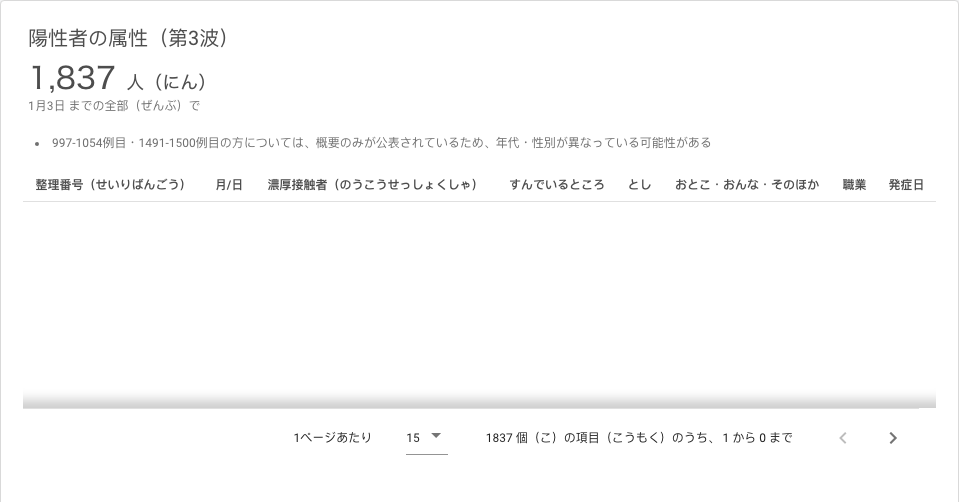 陽性者の属性（第3波）
1,837 人（にん）
1月3日 までの全部（ぜんぶ）で
• 997-1054例目・1491-1500例目の方については、概要のみが公表されているため、年代・性別が異なっている可能性がある
整理番号（せいりばんごう） 月/日 濃厚接触者（のうこうせっしょくしゃ） すんでいるところ とし おとこ・おんな・そのほか 職業 発症日
1ページあたり 15 1837 個（こ）の項目（こうもく）のうち、1 から 0 まで